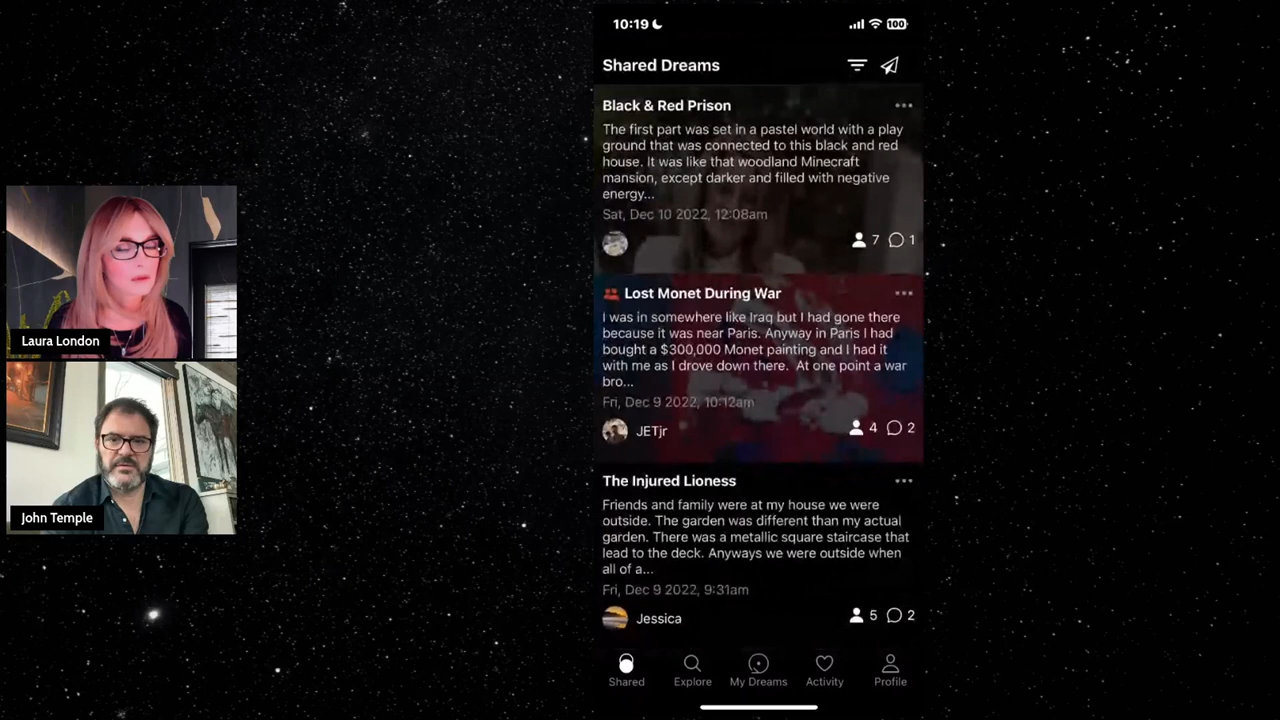 Laura London
John Temple
10:19
100
Shared Dreams
Black & Red Prison
The first part was set in a pastel world with a play
ground that was connected to this black and red
house. It was like that woodland Minecraft
mansion, except darker and filled with negative
energy...
Sat, Dec 10 2022, 12:08am
7 1
Lost Monet During War
I was in somewhere like Iraq but I had gone there
because it was near Paris. Anyway in Paris I had
bought a $300,000 Monet painting and I had it
with me as I drove down there. At one point a war
bro...
Fri, Dec 9 2022, 10:12am
JETjr 4 2
The Injured Lioness
Friends and family were at my house we were
outside. The garden was different than my actual
garden. There was a metallic square staircase that
lead to the deck. Anyways we were outside when
all of a...
Fri, Dec 9 2022, 9:31am
Jessica 5 2
Shared Explore My Dreams Activity Profile